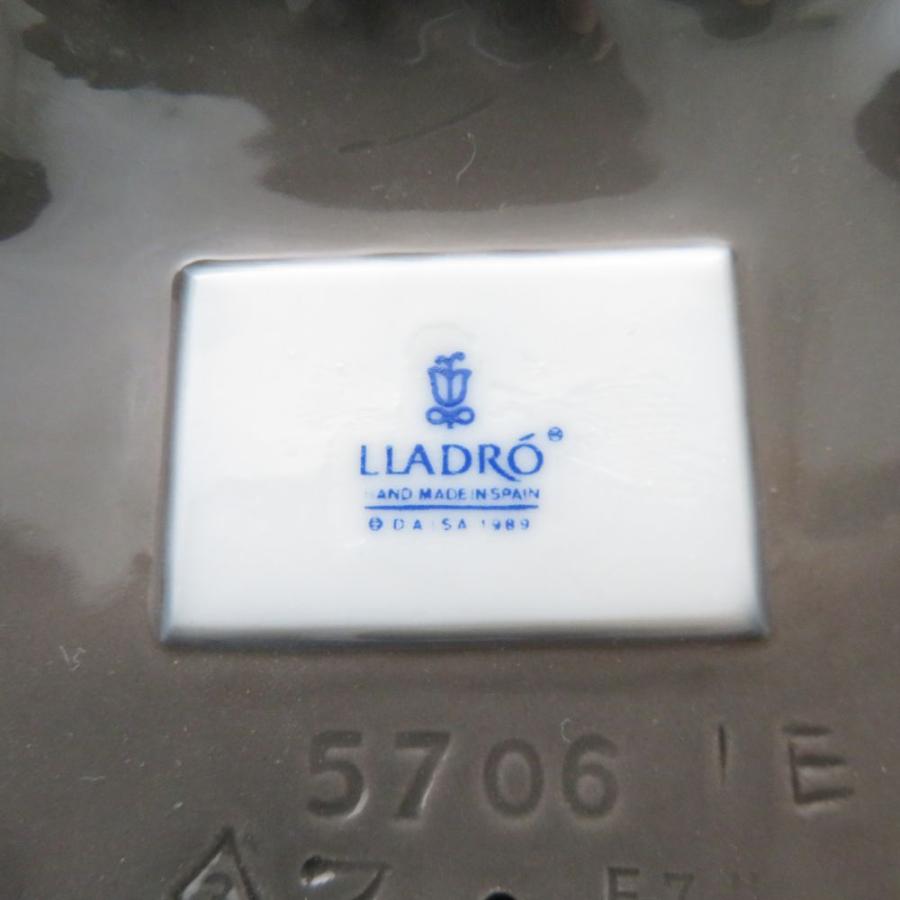 LLADRÓ
HAND MADE IN SPAIN
© DAISA 1989
5706 E